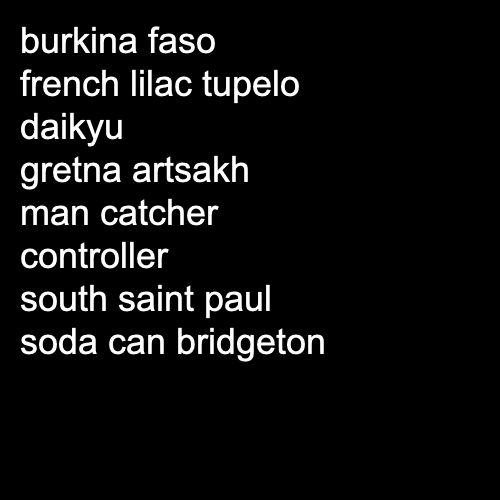 burkina faso
french lilac tupelo
daikyu
gretna artsakh
man catcher
controller
south saint paul
soda can bridgeton